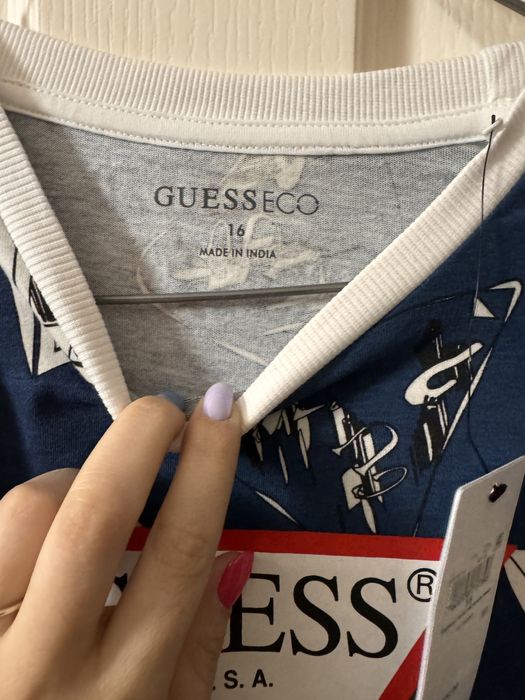 GUESSECO
16
MADE IN INDIA
ESS®
S. A.